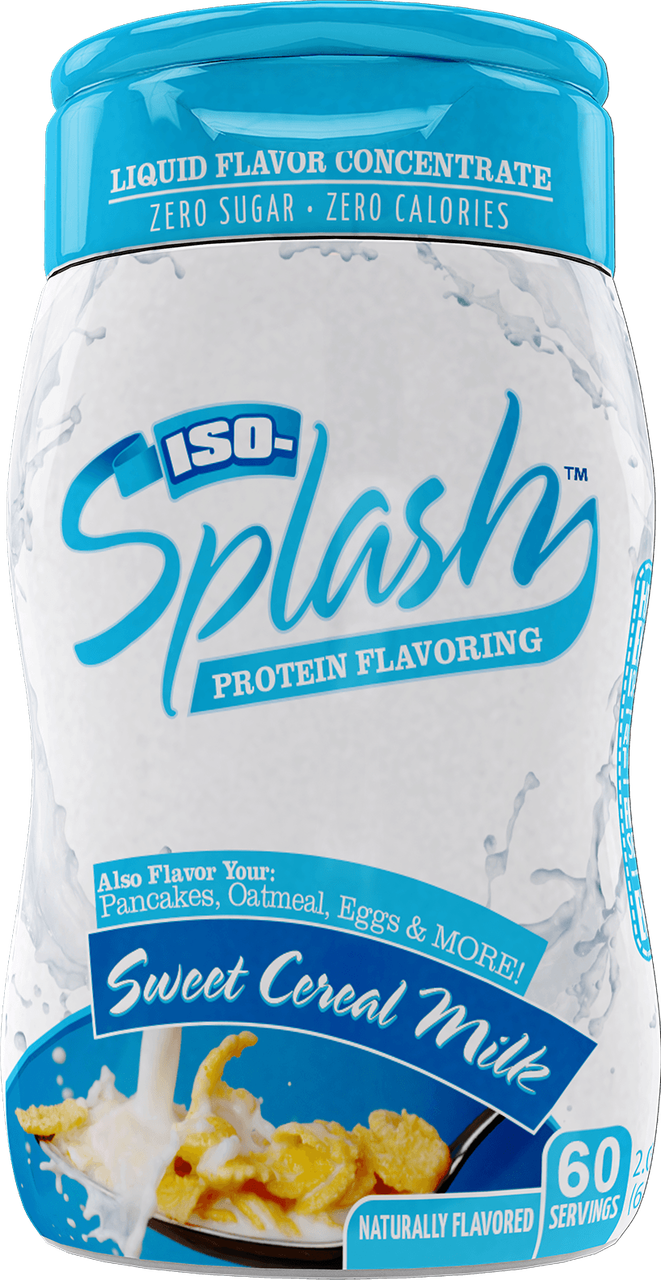 LIQUID FLAVOR CONCENTRATE
ZERO SUGAR • ZERO CALORIES
ISO-
Splash™
PROTEIN FLAVORING
Also Flavor Your:
Pancakes, Oatmeal, Eggs & MORE!
Sweet Cereal Milk
NATURALLY FLAVORED
60
SERVINGS